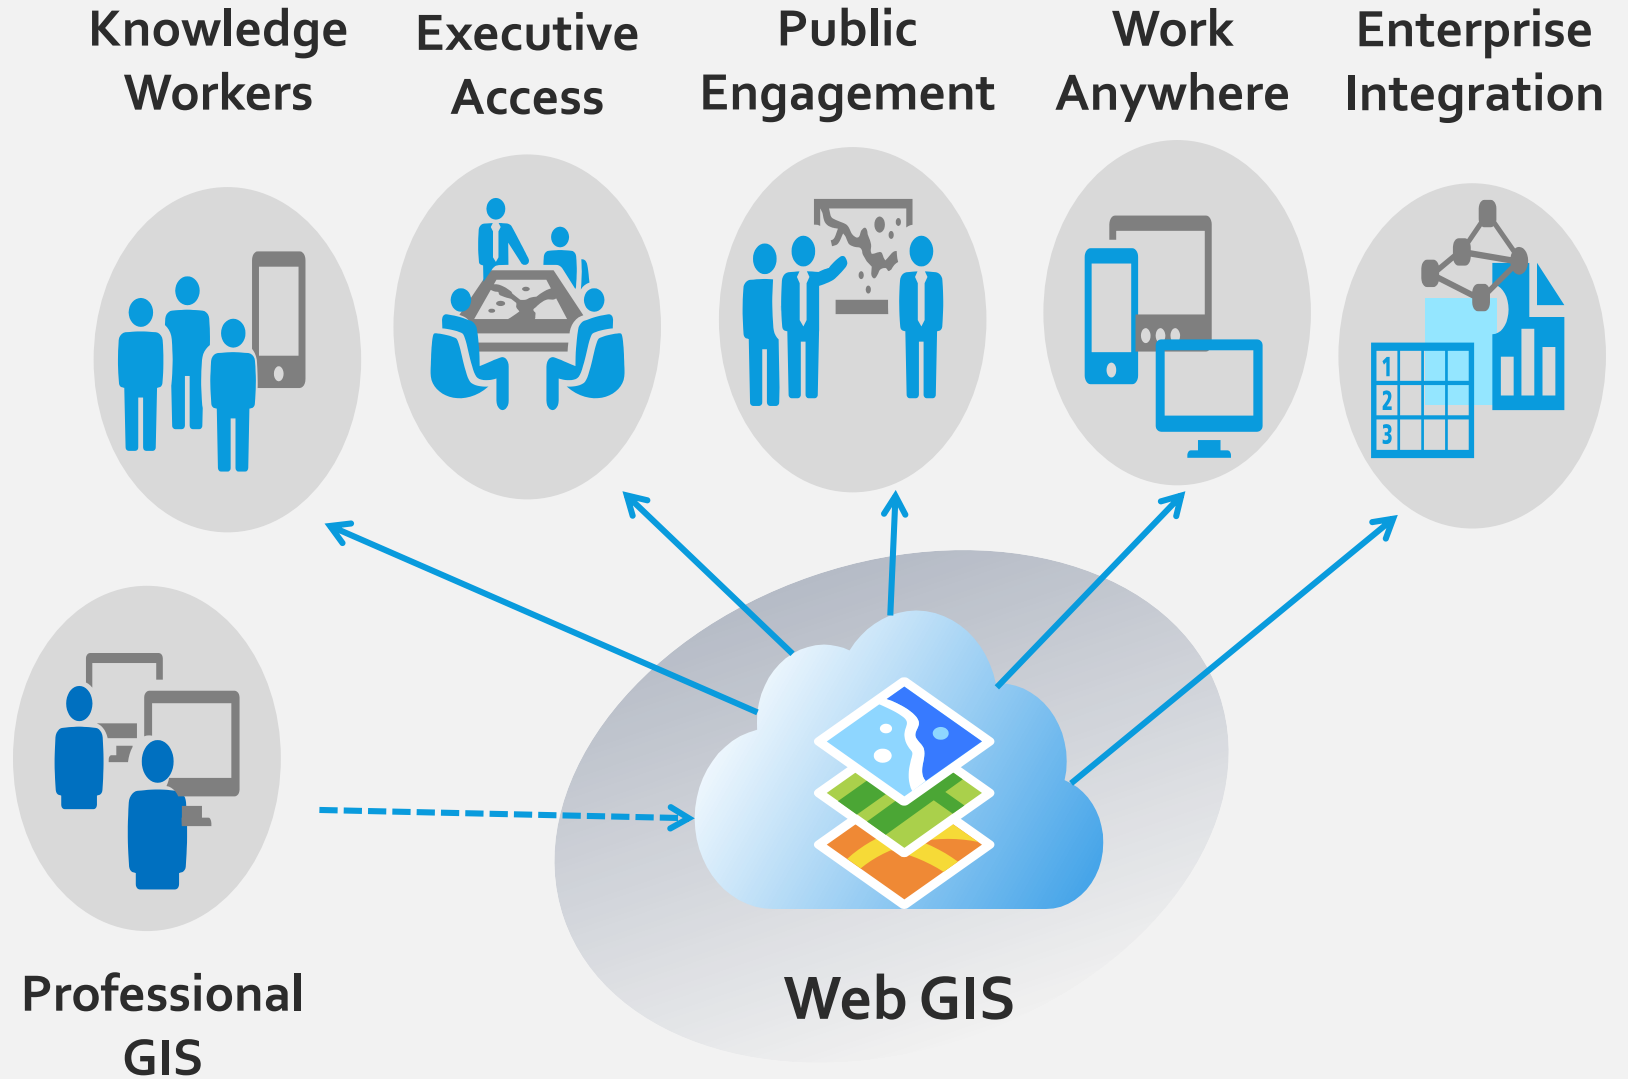 Knowledge
Workers
Executive
Access
Public
Engagement
Work
Anywhere
Enterprise
Integration
1
2
3
Professional
GIS
Web GIS